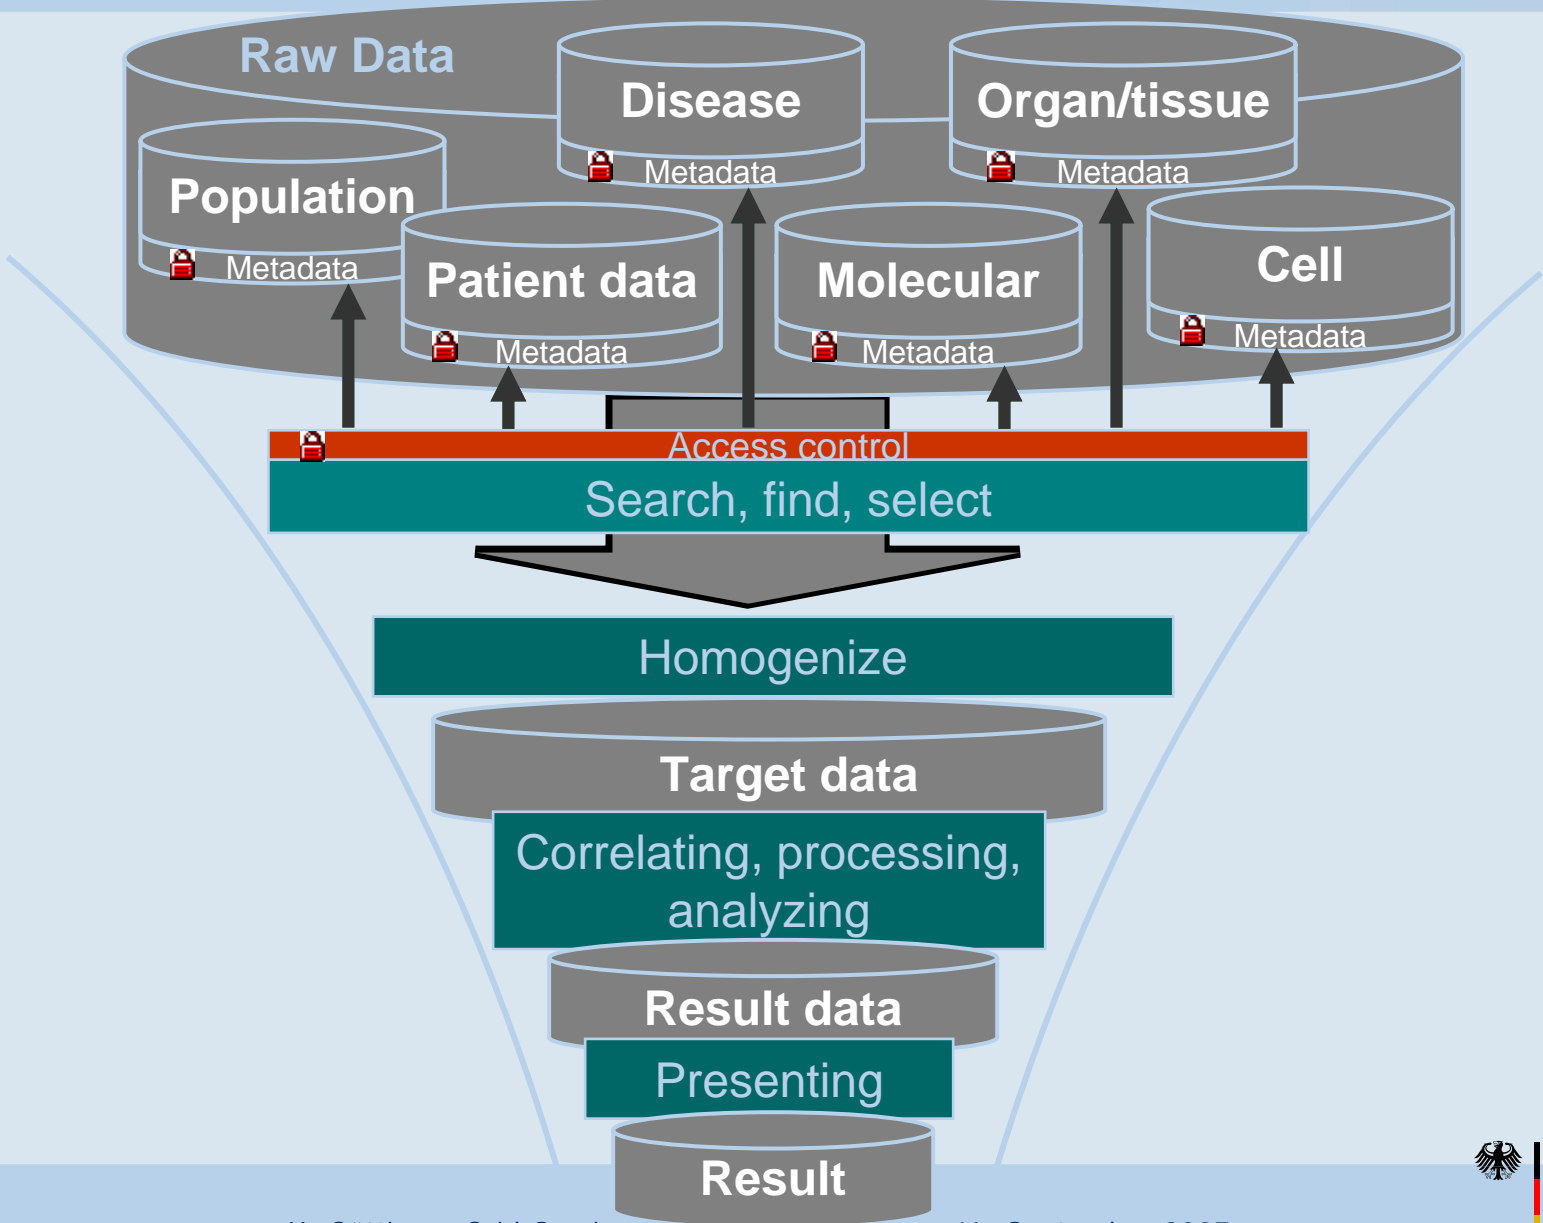 Raw Data
Disease
Organ/tissue
Metadata
Metadata
Population
Metadata
Patient data
Molecular
Cell
Metadata
Metadata
Metadata
Access control
Search, find, select
Homogenize
Target data
Correlating, processing,
analyzing
Result data
Presenting
Result